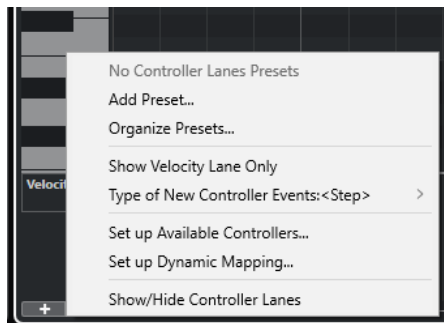 No Controller Lanes Presets
Add Preset...
Organize Presets...
Show Velocity Lane Only
Type of New Controller Events:<Step>
Set up Available Controllers...
Set up Dynamic Mapping...
Show/Hide Controller Lanes